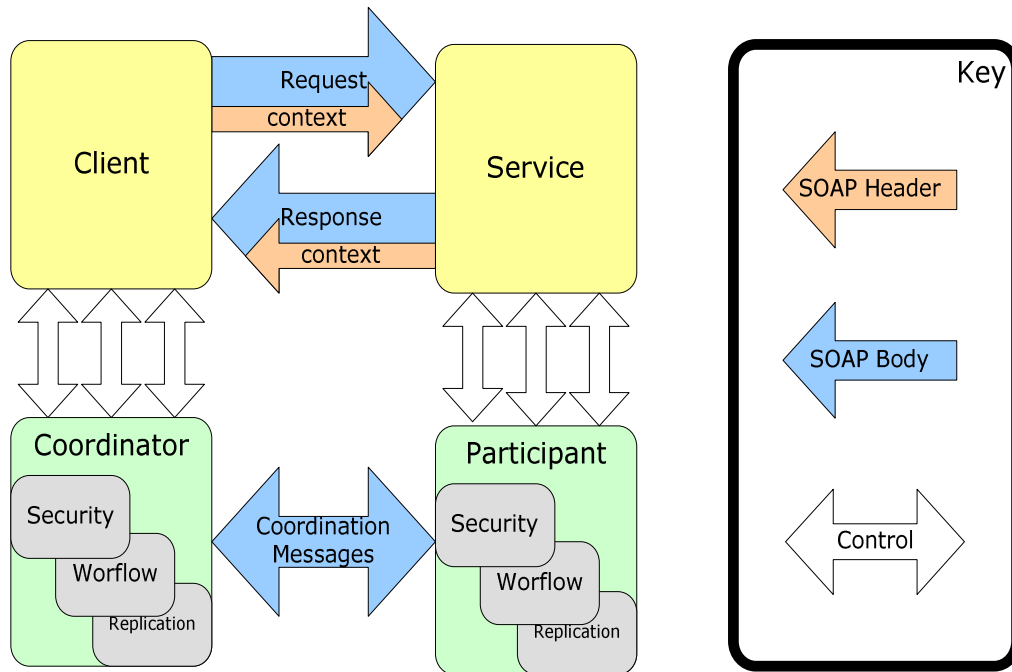 Client
Request
context
Response
context
Service
Coordinator
Security
Worflow
Replication
Coordination
Messages
Participant
Security
Worflow
Replication
Key
SOAP Header
SOAP Body
Control